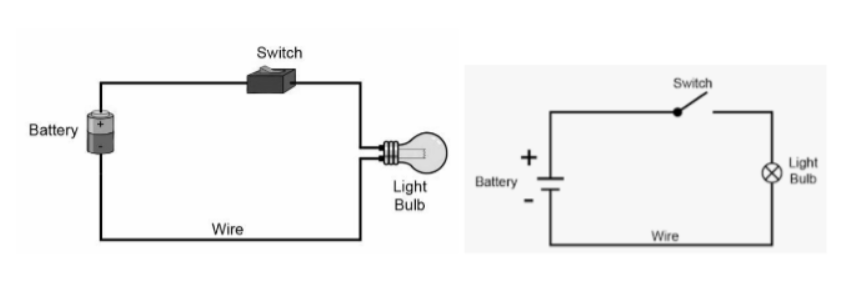 Switch
Battery
+
-
Light
Bulb
Wire
Switch
+
Battery
-
Light
Bulb
Wire